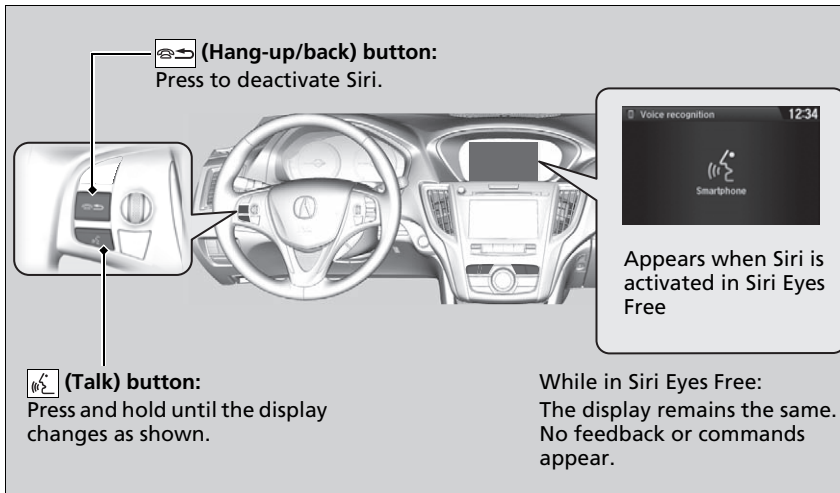 (Hang-up/back) button:
Press to deactivate Siri.
Voice recognition 12:34
Smartphone
Appears when Siri is
activated in Siri Eyes
Free
(Talk) button:
Press and hold until the display
changes as shown.
While in Siri Eyes Free:
The display remains the same.
No feedback or commands
appear.